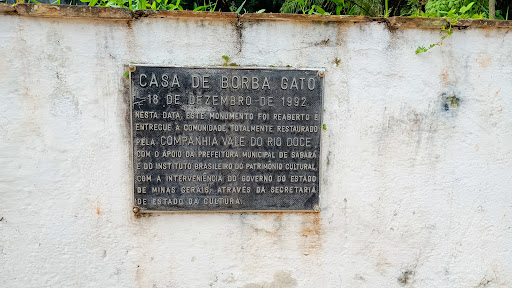 CASA DE BORBA GATO
18 DE DEZEMBRO DE 1992
NESTA DATA, ESTE MONUMENTO FOI REABERTO E
ENTREGUE À COMUNIDADE, TOTALMENTE RESTAURADO
PELA COMPANHIA VALE DO RIO DOCE
COM O APOIO DA PREFEITURA MUNICIPAL DE SABARÁ
E DO INSTITUTO BRASILEIRO DO PATRIMÔNIO CULTURAL,
COM A INTERVENIÊNCIA DO GOVERNO DO ESTADO
DE MINAS GERAIS, ATRAVÉS DA SECRETARIA
DE ESTADO DA CULTURA.